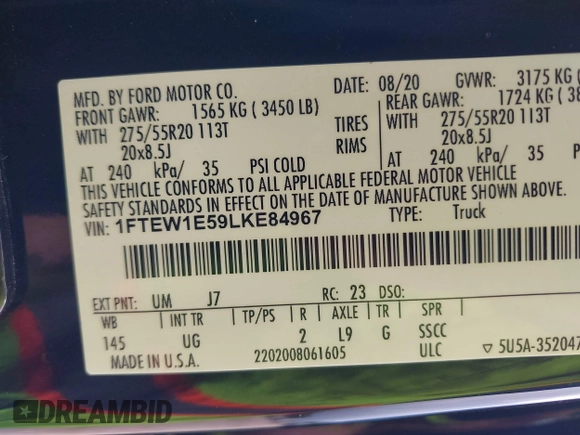 MFD. BY FORD MOTOR CO. DATE: 08/20 GVWR: 3175 KG (
FRONT GAWR: 1565 KG ( 3450 LB) REAR GAWR: 1724 KG ( 38
WITH 275/55R20 113T TIRES WITH 275/55R20 113T
20x8.5J RIMS 20x8.5J
AT 240 kPa/ 35 PSI COLD AT 240 kPa/ 35
THIS VEHICLE CONFORMS TO ALL APPLICABLE FEDERAL MOTOR VEHICLE
SAFETY STANDARDS IN EFFECT ON THE DATE OF MANUFACTURE SHOWN ABOVE.
VIN: 1FTEW1E59LKE84967 TYPE: Truck
EXT PNT: UM J7 RC: 23 DSO:
WB INT TR TP/PS R AXLE TR SPR
145 UG 2 L9 G SSCC
MADE IN U.S.A. 2202008061605 ULC ▽ 5U5A-352047
DREAMBID